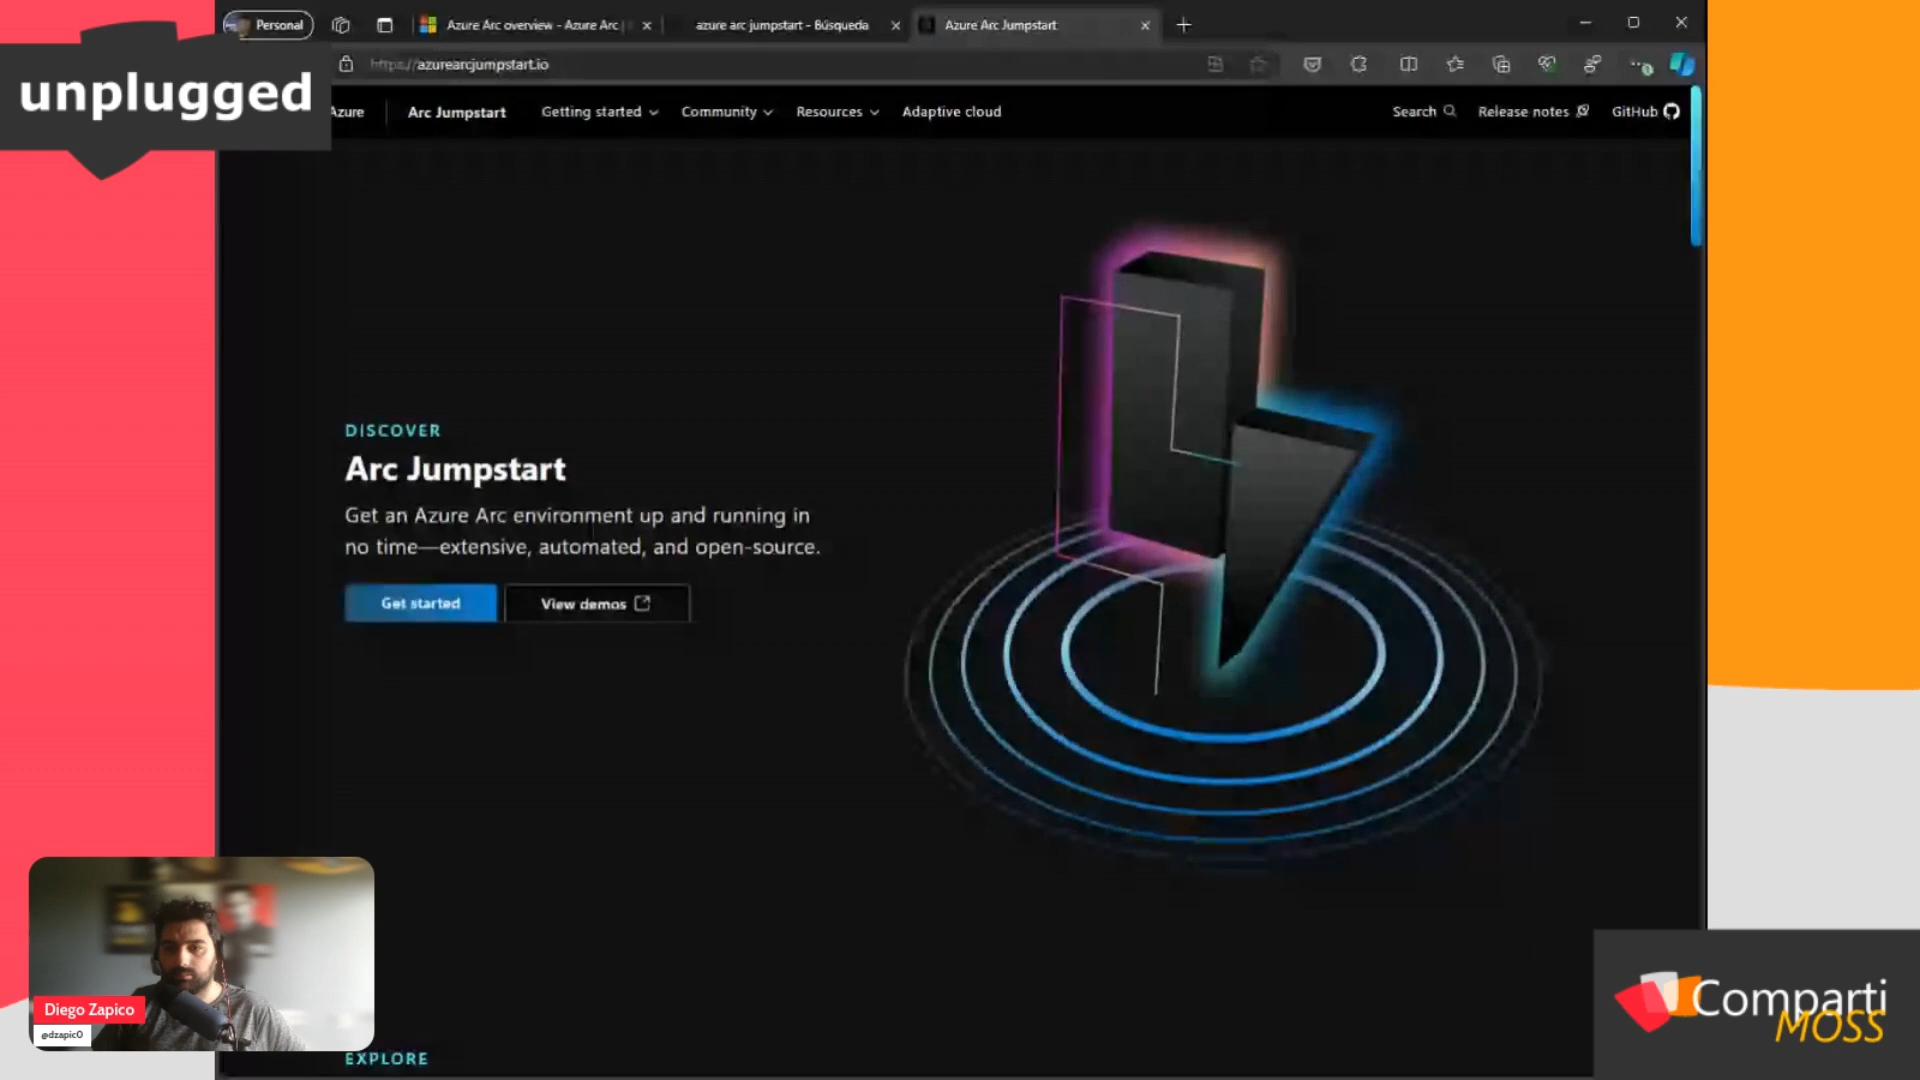 Personal
Azure Arc overview - Azure Arc |
azure arc jumpstart - Búsqueda
Azure Arc Jumpstart
https://azurearcjumpstart.io
unplugged
Azure
Arc Jumpstart
Getting started
Community
Resources
Adaptive cloud
Search
Release notes
GitHub
DISCOVER
Arc Jumpstart
Get an Azure Arc environment up and running in
no time—extensive, automated, and open-source.
Get started
View demos
Diego Zapico
@dzapic0
EXPLORE
Comparti
MOSS